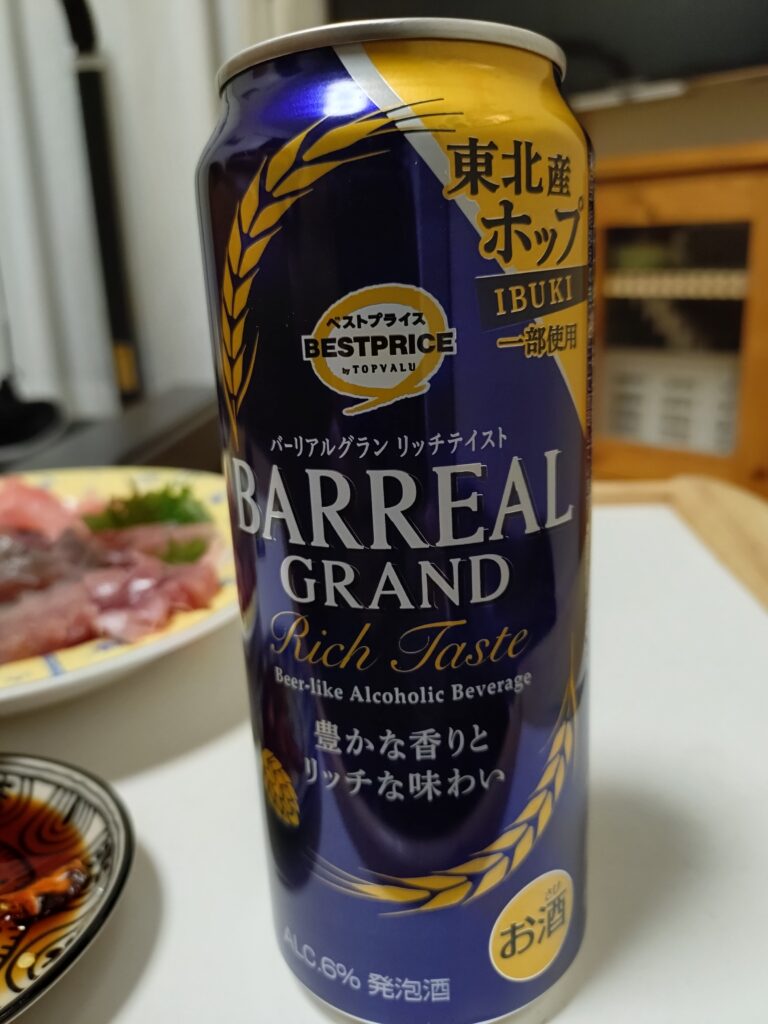 東北産
ホップ
IBUKI
一部使用
ベストプライス
BESTPRICE
by TOPVALU
バーリアルグラン リッチテイスト
BARREAL
GRAND
Rich Taste
Beer-like Alcoholic Beverage
豊かな香りと
リッチな味わい
さけ
お酒
ALC.6% 発泡酒